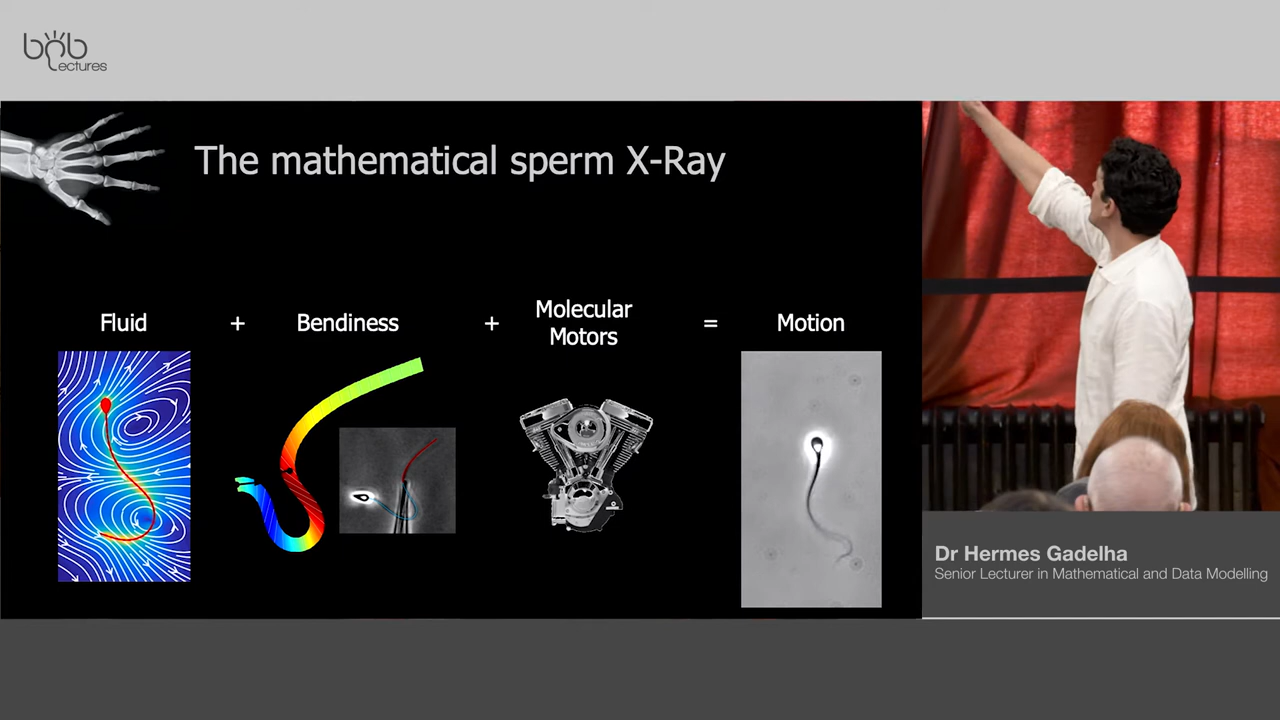 bnb
Lectures
The mathematical sperm X-Ray
Fluid + Bendiness + Molecular Motors = Motion
Dr Hermes Gadelha
Senior Lecturer in Mathematical and Data Modelling